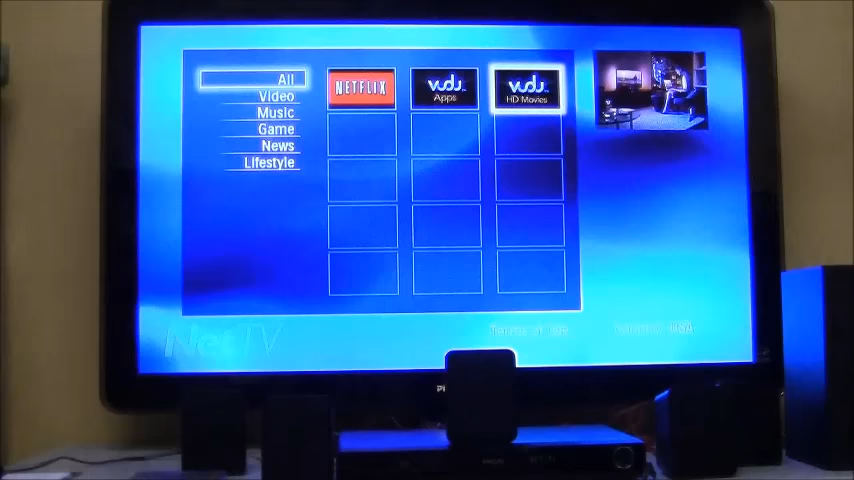 All
Video
Music
Game
News
Lifestyle
NETFLIX
vudu
Apps
vudu
HD Movies
NetTV